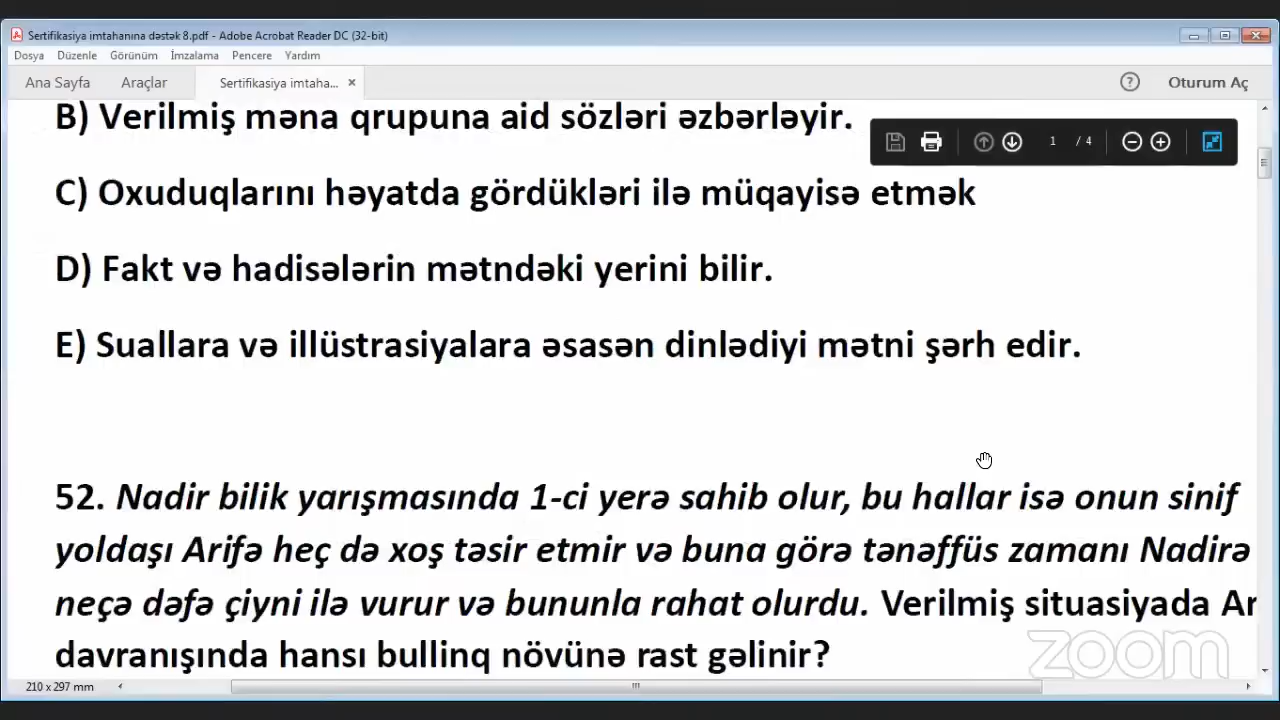 Sertifikasiya imtahanına dəstək 8.pdf - Adobe Acrobat Reader DC (32-bit)
Dosya Düzenle Görünüm İmzalama Pencere Yardım
Ana Sayfa Araçlar Sertifikasiya imtaha... × ? Oturum Aç
B) Verilmiş məna qrupuna aid sözləri əzbərləyir.
1 / 4
C) Oxuduqlarını həyatda gördükləri ilə müqayisə etmək
D) Fakt və hadisələrin mətndəki yerini bilir.
E) Suallara və illüstrasiyalara əsasən dinlədiyi mətni şərh edir.
52. Nadir bilik yarışmasında 1-ci yerə sahib olur, bu hallar isə onun sinif
yoldaşı Arifə heç də xoş təsir etmir və buna görə tənəffüs zamanı Nadirə
neçə dəfə çiyni ilə vurur və bununla rahat olurdu. Verilmiş situasiyada Ar
davranışında hansı bullinq növünə rast gəlinir?
zoom
210 x 297 mm